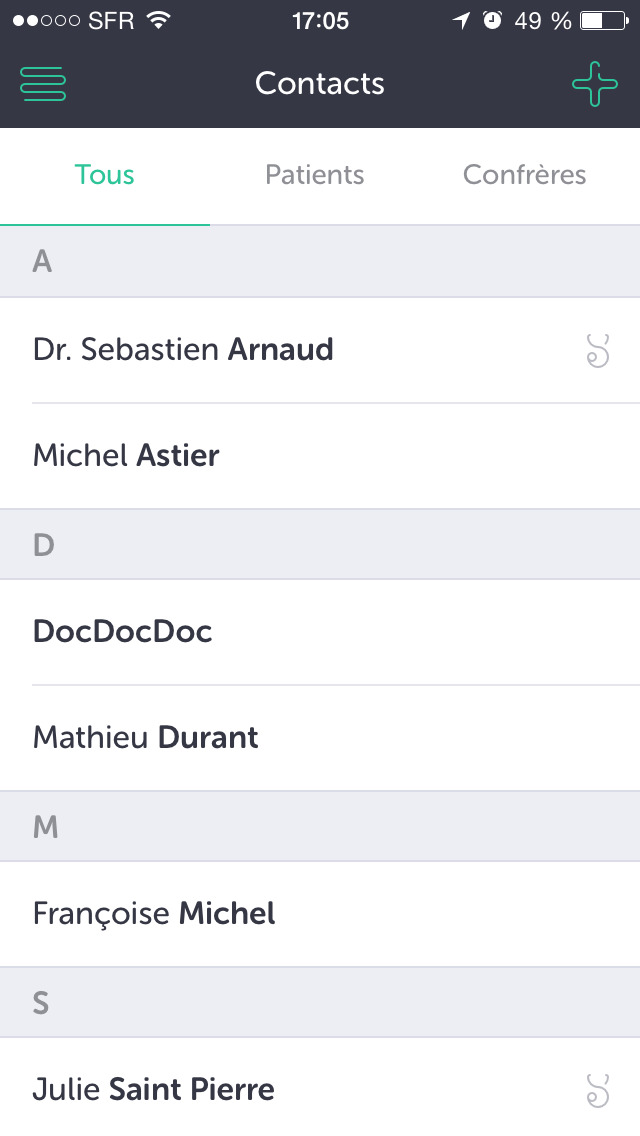 SFR 17:05 49 %
Contacts
Tous Patients Confrères
A
Dr. Sebastien Arnaud
Michel Astier
D
DocDocDoc
Mathieu Durant
M
Françoise Michel
S
Julie Saint Pierre